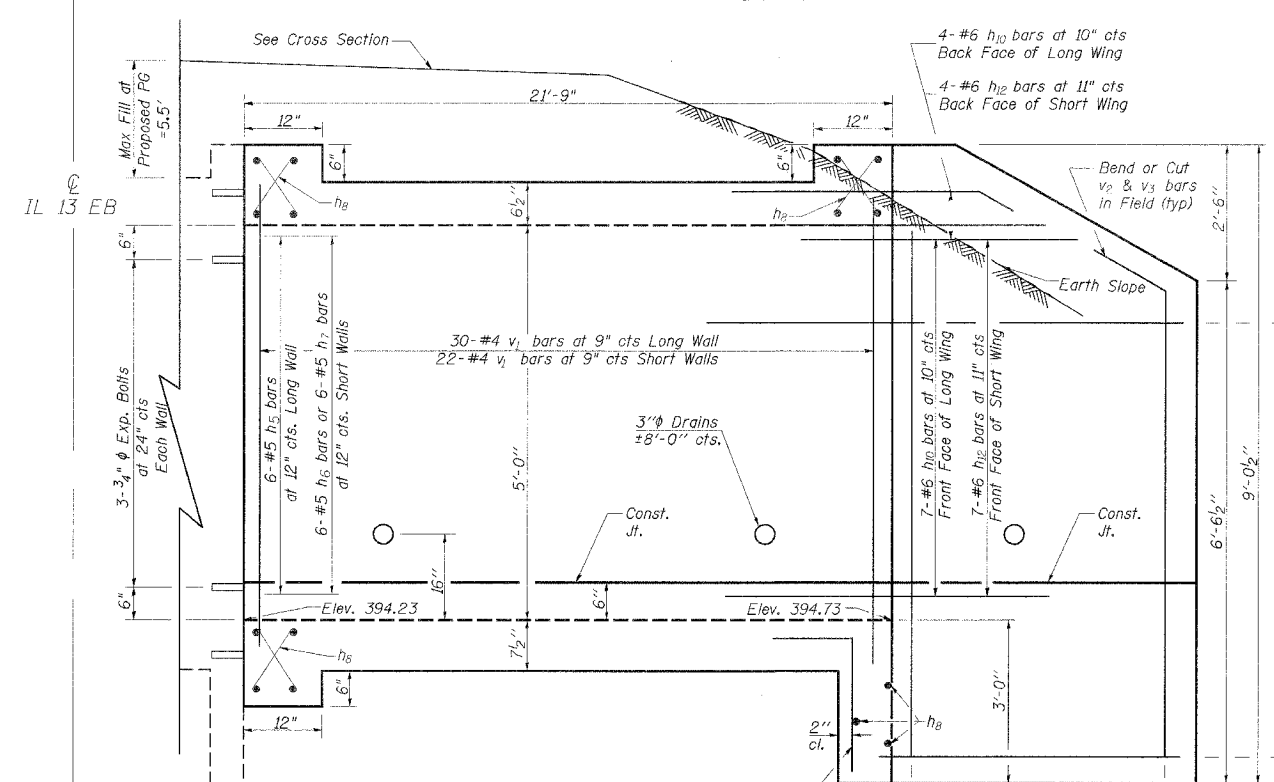 See Cross Section
4-#6 h10 bars at 10" cts
Back Face of Long Wing
4-#6 h12 bars at 11" cts
Back Face of Short Wing
Max Fill at
Proposed PG
=5.5'
21'-9"
12"
12"
6"
6"
h8
h8
6½"
Bend or Cut
v2 & v3 bars
in Field (typ)
2'-6"
℄
IL 13 EB
6"
Earth Slope
3-¾" ϕ Exp. Bolts
at 24" cts
Each Wall
6-#5 h5 bars
at 12" cts. Long Wall
6-#5 h6 bars or 6-#5 h7 bars
at 12" cts. Short Walls
30-#4 v1 bars at 9" cts Long Wall
22-#4 v1 bars at 9" cts Short Walls
3"ϕ Drains
±8'-0" cts.
5'-0"
7-#6 h10 bars at 10" cts
Front Face of Long Wing
7-#6 h12 bars at 11" cts
Front Face of Short Wing
6'-6½"
9'-0½"
Const.
Jt.
Const.
Jt.
16"
6"
6"
Elev. 394.23
Elev. 394.73
7½"
h8
6"
12"
2"
cl.
h8
3'-0"